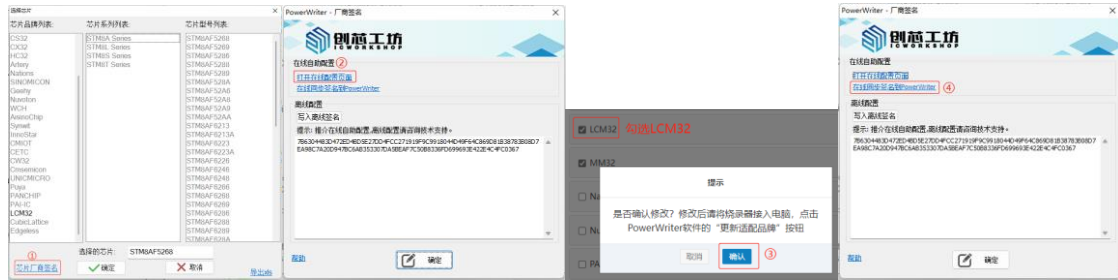 选择芯片
芯片品牌列表:
芯片系列列表:
芯片型号列表:
CS32
CX32
HC32
Artery
Nations
SINOMICON
Geehy
Nuvoton
WCH
AminoChip
Synwit
InnoStar
OMIOT
CETC
CW32
Crosemicon
UNICMICRO
Puya
PANCHIP
PAI-IC
LCM32
CubicLattice
Edgeless
STM8A Series
STM8L Series
STM8S Series
STM8T Series
STM8AF5268
STM8AF5269
STM8AF5286
STM8AF5288
STM8AF5289
STM8AF528A
STM8AF52A6
STM8AF52A8
STM8AF52A9
STM8AF52AA
STM8AF6213
STM8AF6213A
STM8AF6223
STM8AF6223A
STM8AF6226
STM8AF6246
STM8AF6248
STM8AF6266
STM8AF6268
STM8AF6269
STM8AF6286
STM8AF6288
STM8AF6289
STM8AF628A
①
选择的芯片:
STM8AF5268
芯片厂商签名
确定
取消
导出xls
PowerWriter - 厂商签名
创芯工坊
ICWORKSHOP
在线自助配置 ②
打开在线配置页面
在线同步签名到PowerWriter
离线配置
写入离线签名
提示: 推介在线自助配置,离线配置请咨询技术支持。
帮助
确定
LCM32 勾选LCM32
MM32
提示
是否确认修改？修改后请将烧录器接入电脑，点击
PowerWriter软件的“更新适配品牌”按钮
取消
确认
③
PowerWriter - 厂商签名
创芯工坊
ICWORKSHOP
在线自助配置
打开在线配置页面
在线同步签名到PowerWriter ④
离线配置
写入离线签名
提示: 推介在线自助配置,离线配置请咨询技术支持。
帮助
确定